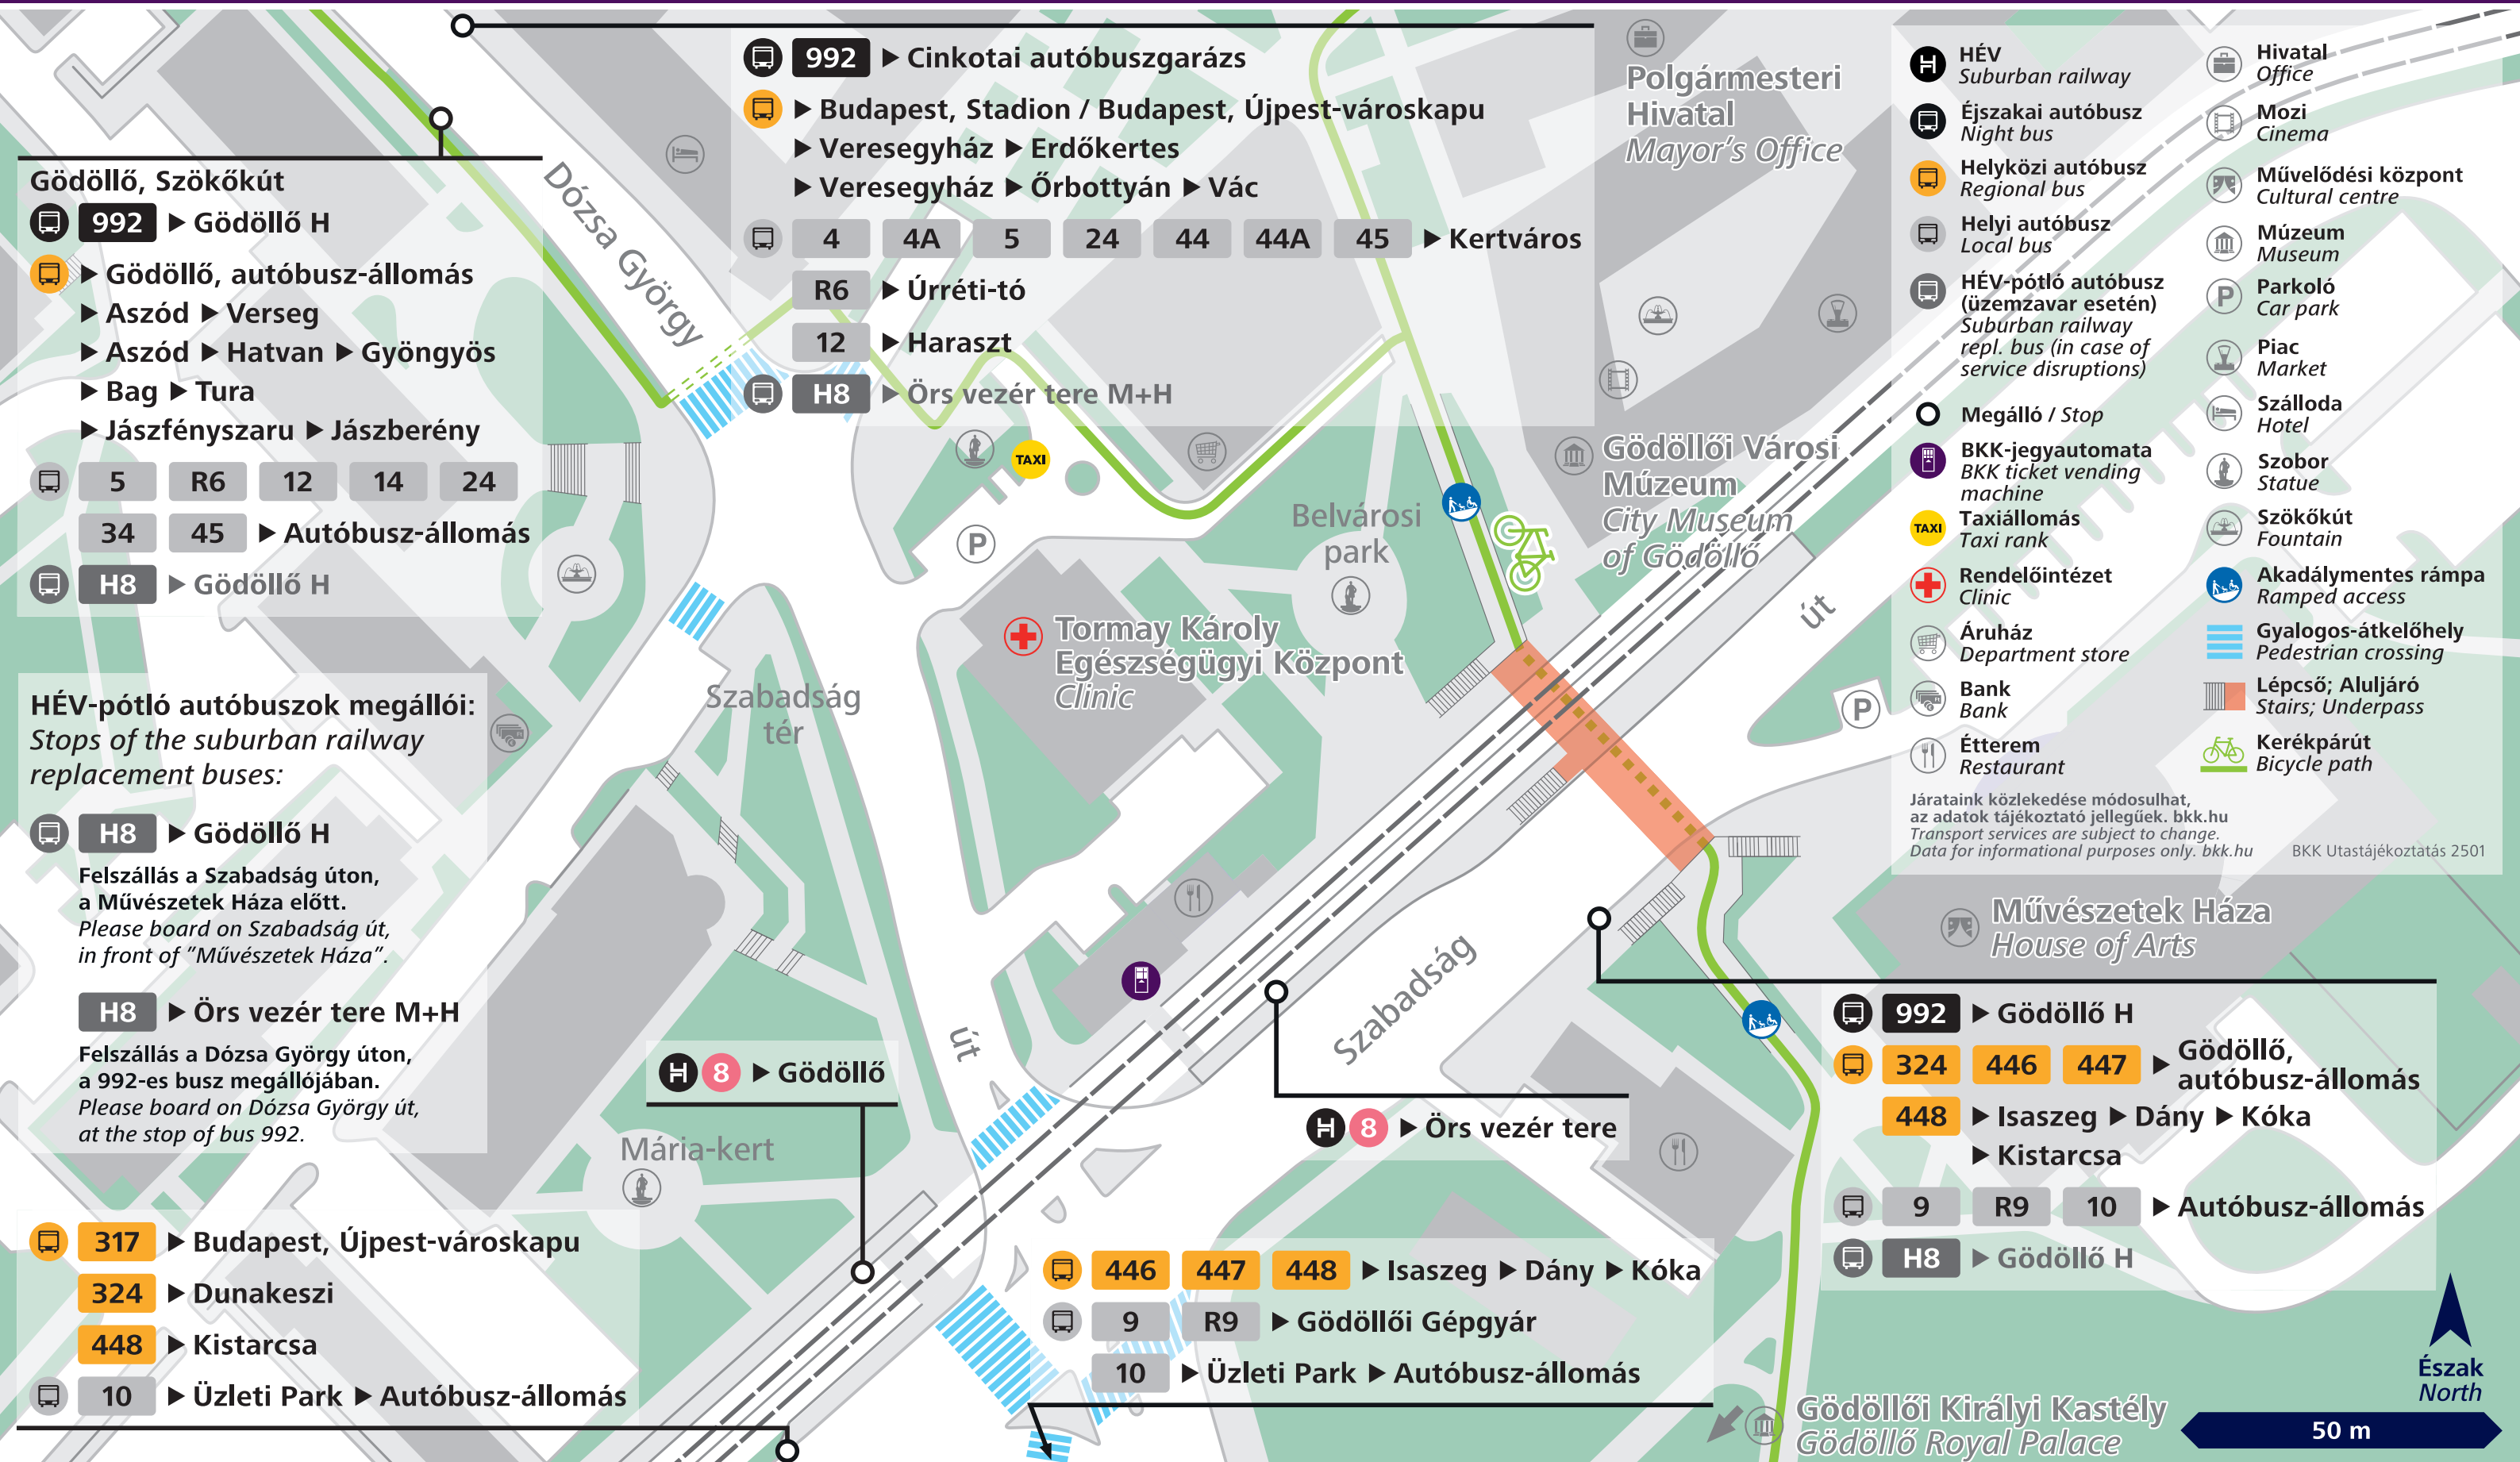 992 ▶ Cinkotai autóbuszgarázs
▶ Budapest, Stadion / Budapest, Újpest-városkapu
▶ Veresegyház ▶ Erdőkertes
▶ Veresegyház ▶ Őrbottyán ▶ Vác
4 4A 5 24 44 44A 45 ▶ Kertváros
R6 ▶ Úrréti-tó
12 ▶ Haraszt
H8 ▶ Örs vezér tere M+H
Gödöllő, Szökőkút
992 ▶ Gödöllő H
▶ Gödöllő, autóbusz-állomás
▶ Aszód ▶ Verseg
▶ Aszód ▶ Hatvan ▶ Gyöngyös
▶ Bag ▶ Tura
▶ Jászfényszaru ▶ Jászberény
5 R6 12 14 24
34 45 ▶ Autóbusz-állomás
H8 ▶ Gödöllő H
HÉV-pótló autóbuszok megállói:
Stops of the suburban railway
replacement buses:
H8 ▶ Gödöllő H
Felszállás a Szabadság úton,
a Művészetek Háza előtt.
Please board on Szabadság út,
in front of "Művészetek Háza".
H8 ▶ Örs vezér tere M+H
Felszállás a Dózsa György úton,
a 992-es busz megállójában.
Please board on Dózsa György út,
at the stop of bus 992.
317 ▶ Budapest, Újpest-városkapu
324 ▶ Dunakeszi
448 ▶ Kistarcsa
10 ▶ Üzleti Park ▶ Autóbusz-állomás
Dózsa György
út
TAXI
P
Szabadság
tér
Tormay Károly
Egészségügyi Központ
Clinic
Belvárosi
park
Polgármesteri
Hivatal
Mayor's Office
Gödöllői Városi
Múzeum
City Museum
of Gödöllő
Szabadság
út
P
Mária-kert
H 8 ▶ Gödöllő
H 8 ▶ Örs vezér tere
446 447 448 ▶ Isaszeg ▶ Dány ▶ Kóka
9 R9 ▶ Gödöllői Gépgyár
10 ▶ Üzleti Park ▶ Autóbusz-állomás
Művészetek Háza
House of Arts
992 ▶ Gödöllő H
324 446 447 ▶ Gödöllő,
autóbusz-állomás
448 ▶ Isaszeg ▶ Dány ▶ Kóka
▶ Kistarcsa
9 R9 10 ▶ Autóbusz-állomás
H8 ▶ Gödöllő H
Gödöllői Királyi Kastély
Gödöllő Royal Palace
Észak
North
50 m
H
HÉV
Suburban railway
Éjszakai autóbusz
Night bus
Helyközi autóbusz
Regional bus
Helyi autóbusz
Local bus
HÉV-pótló autóbusz
(üzemzavar esetén)
Suburban railway
repl. bus (in case of
service disruptions)
Megálló / Stop
BKK-jegyautomata
BKK ticket vending
machine
TAXI
Taxiállomás
Taxi rank
Rendelőintézet
Clinic
Áruház
Department store
Bank
Bank
Étterem
Restaurant
Hivatal
Office
Mozi
Cinema
Művelődési központ
Cultural centre
Múzeum
Museum
P
Parkoló
Car park
Piac
Market
Szálloda
Hotel
Szobor
Statue
Szökőkút
Fountain
Akadálymentes rámpa
Ramped access
Gyalogos-átkelőhely
Pedestrian crossing
Lépcső; Aluljáró
Stairs; Underpass
Kerékpárút
Bicycle path
Járataink közlekedése módosulhat,
az adatok tájékoztató jellegűek. bkk.hu
Transport services are subject to change.
Data for informational purposes only. bkk.hu
BKK Utastájékoztatás 2501